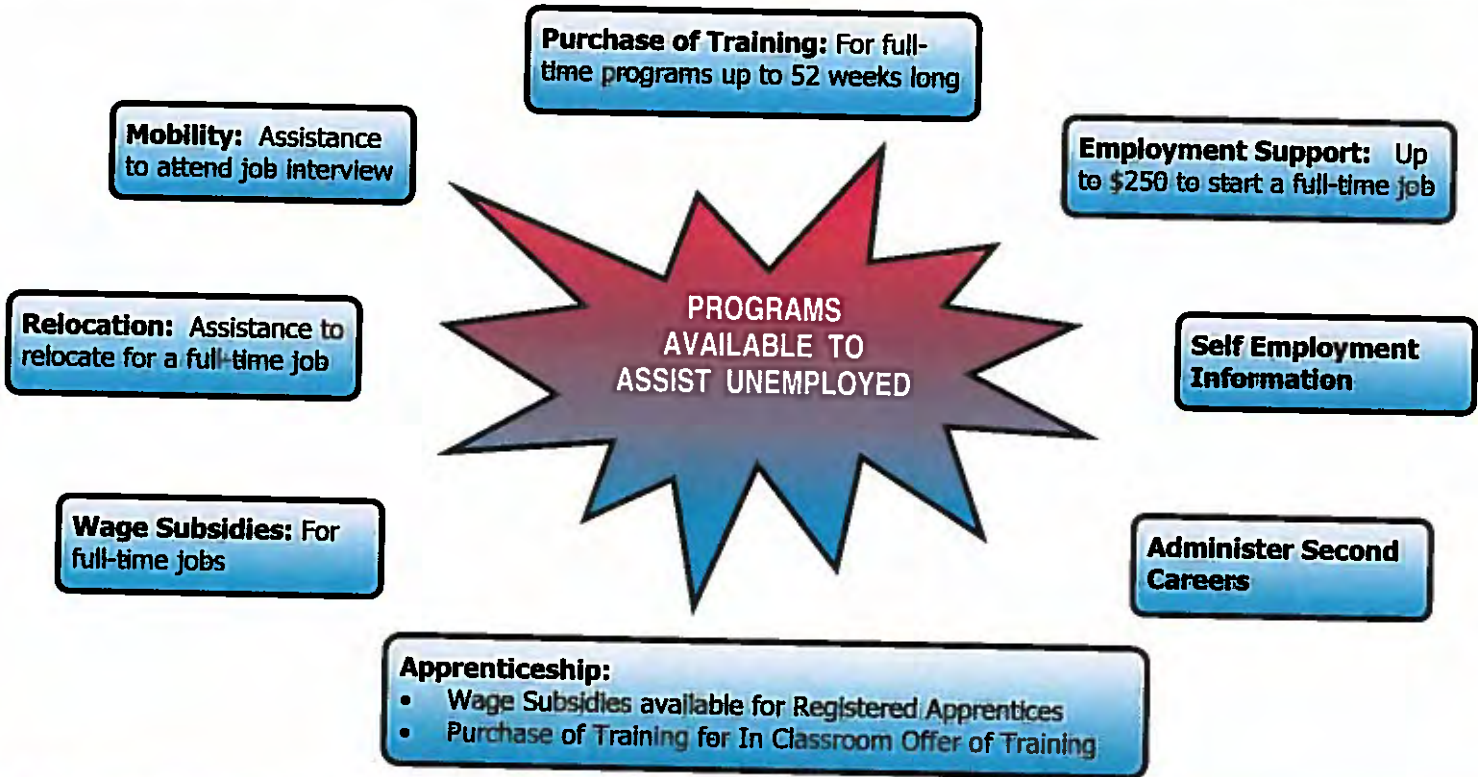 Purchase of Training: For full-
time programs up to 52 weeks long
Mobility: Assistance
to attend job interview
Employment Support: Up
to $250 to start a full-time job
Relocation: Assistance to
relocate for a full-time job
PROGRAMS
AVAILABLE TO
ASSIST UNEMPLOYED
Self Employment
Information
Wage Subsidies: For
full-time jobs
Administer Second
Careers
Apprenticeship:
• Wage Subsidies available for Registered Apprentices
• Purchase of Training for In Classroom Offer of Training